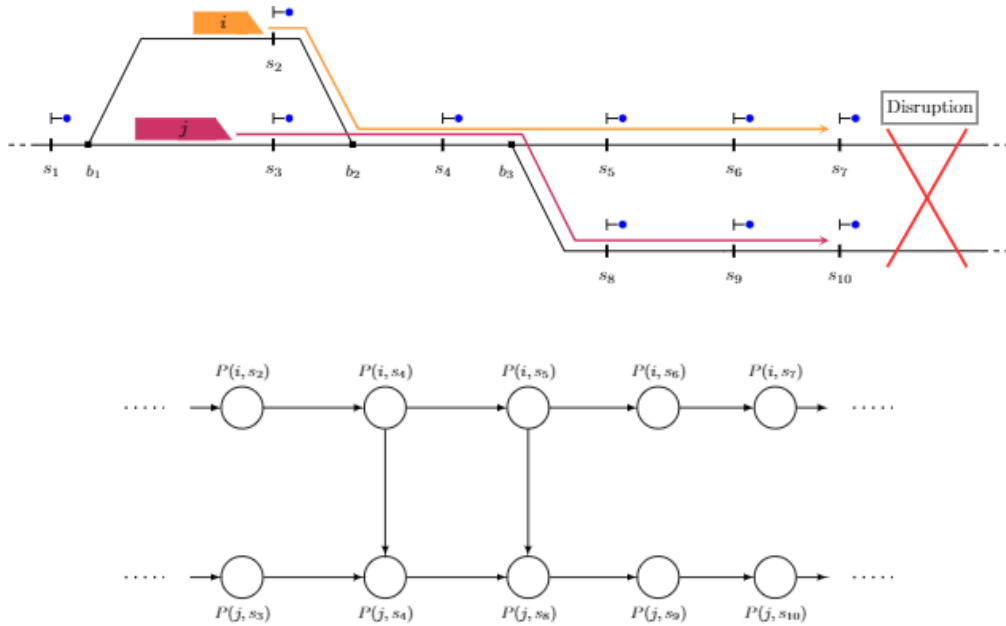 i
s₂
Disruption
j
s₁
b₁
s₃
b₂
s₄
b₃
s₅
s₆
s₇
s₈
s₉
s₁₀
P(i, s₂)
P(i, s₄)
P(i, s₅)
P(i, s₆)
P(i, s₇)
P(j, s₃)
P(j, s₄)
P(j, s₈)
P(j, s₉)
P(j, s₁₀)